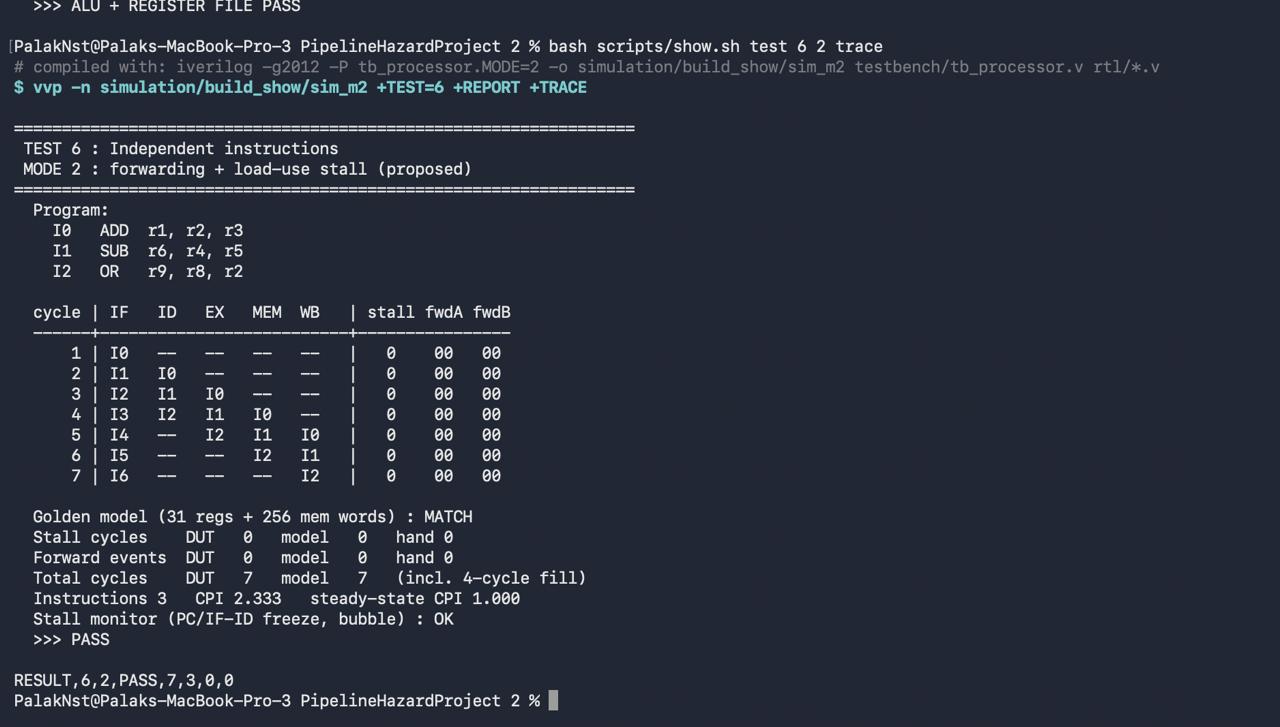 >>> ALU + REGISTER FILE PASS
[PalakNst@Palaks-MacBook-Pro-3 PipelineHazardProject 2 % bash scripts/show.sh test 6 2 trace
# compiled with: iverilog -g2012 -P tb_processor.MODE=2 -o simulation/build_show/sim_m2 testbench/tb_processor.v rtl/*.v
$ vvp -n simulation/build_show/sim_m2 +TEST=6 +REPORT +TRACE
=================================================================
TEST 6 : Independent instructions
MODE 2 : forwarding + load-use stall (proposed)
=================================================================
Program:
I0   ADD  r1, r2, r3
I1   SUB  r6, r4, r5
I2   OR   r9, r8, r2
cycle | IF   ID   EX   MEM  WB   | stall fwdA fwdB
------+--------------------------+----------------
1 | I0   --   --   --   --   |   0    00   00
2 | I1   I0   --   --   --   |   0    00   00
3 | I2   I1   I0   --   --   |   0    00   00
4 | I3   I2   I1   I0   --   |   0    00   00
5 | I4   --   I2   I1   I0   |   0    00   00
6 | I5   --   --   I2   I1   |   0    00   00
7 | I6   --   --   --   I2   |   0    00   00
Golden model (31 regs + 256 mem words) : MATCH
Stall cycles    DUT   0   model   0   hand 0
Forward events  DUT   0   model   0   hand 0
Total cycles    DUT   7   model   7   (incl. 4-cycle fill)
Instructions 3   CPI 2.333   steady-state CPI 1.000
Stall monitor (PC/IF-ID freeze, bubble) : OK
>>> PASS
RESULT,6,2,PASS,7,3,0,0
PalakNst@Palaks-MacBook-Pro-3 PipelineHazardProject 2 %